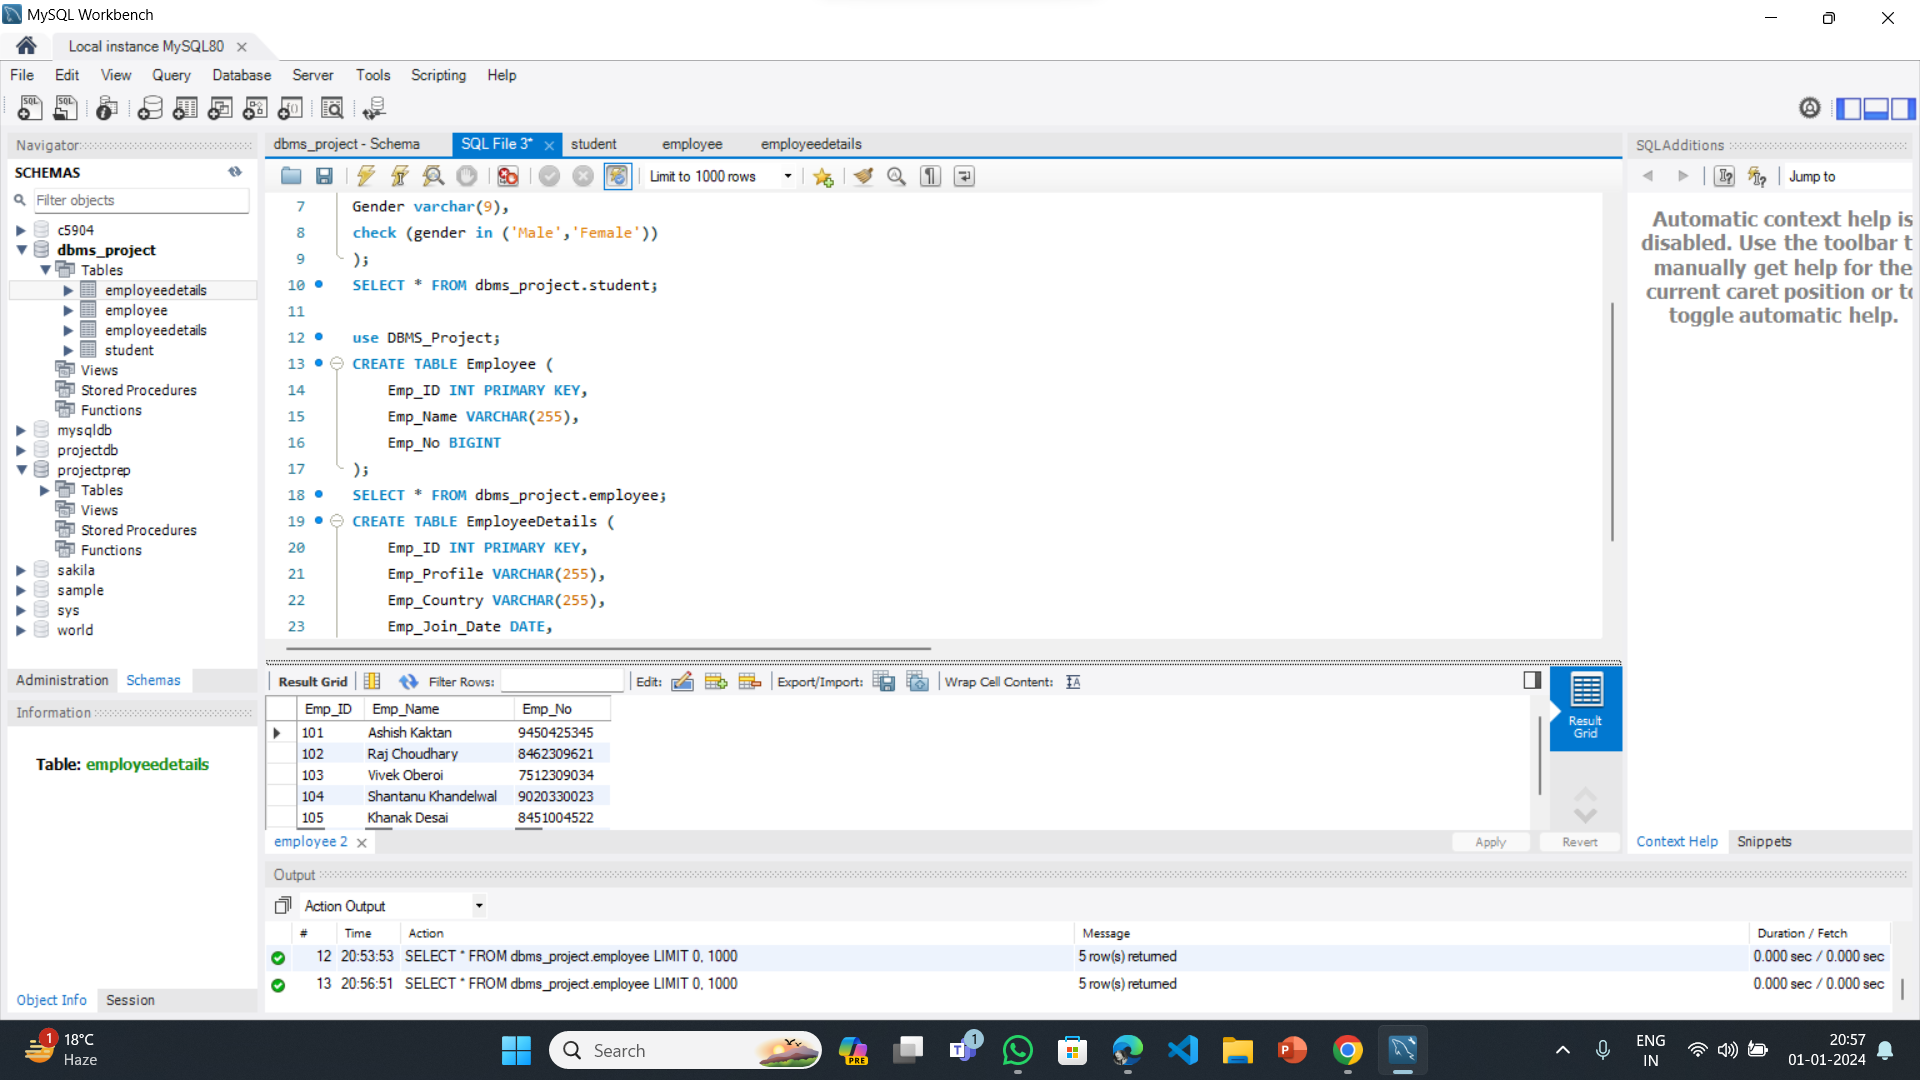 MySQL Workbench
Local instance MySQL80
File Edit View Query Database Server Tools Scripting Help
Navigator
SCHEMAS
Filter objects
c5904
dbms_project
Tables
employeedetails
employee
employeedetails
student
Views
Stored Procedures
Functions
mysqldb
projectdb
projectprep
Tables
Views
Stored Procedures
Functions
sakila
sample
sys
world
Administration Schemas
Information
Table: employeedetails
Object Info Session
dbms_project - Schema SQL File 3* student employee employeedetails
Limit to 1000 rows
7 Gender varchar(9),
8 check (gender in ('Male','Female'))
9 );
10 SELECT * FROM dbms_project.student;
11
12 use DBMS_Project;
13 CREATE TABLE Employee (
14 Emp_ID INT PRIMARY KEY,
15 Emp_Name VARCHAR(255),
16 Emp_No BIGINT
17 );
18 SELECT * FROM dbms_project.employee;
19 CREATE TABLE EmployeeDetails (
20 Emp_ID INT PRIMARY KEY,
21 Emp_Profile VARCHAR(255),
22 Emp_Country VARCHAR(255),
23 Emp_Join_Date DATE,
Result Grid Filter Rows: Edit: Export/Import: Wrap Cell Content:
Emp_ID Emp_Name Emp_No
101 Ashish Kaktan 9450425345
102 Raj Choudhary 8462309621
103 Vivek Oberoi 7512309034
104 Shantanu Khandelwal 9020330023
105 Khanak Desai 8451004522
Result
Grid
employee 2 Apply Revert
SQLAdditions
Jump to
Automatic context help is
disabled. Use the toolbar t
manually get help for the
current caret position or to
toggle automatic help.
Context Help Snippets
Output
Action Output
# Time Action Message Duration / Fetch
12 20:53:53 SELECT * FROM dbms_project.employee LIMIT 0, 1000 5 row(s) returned 0.000 sec / 0.000 sec
13 20:56:51 SELECT * FROM dbms_project.employee LIMIT 0, 1000 5 row(s) returned 0.000 sec / 0.000 sec
1 18°C
Haze
Search
PRE
1
ENG
IN
20:57
01-01-2024